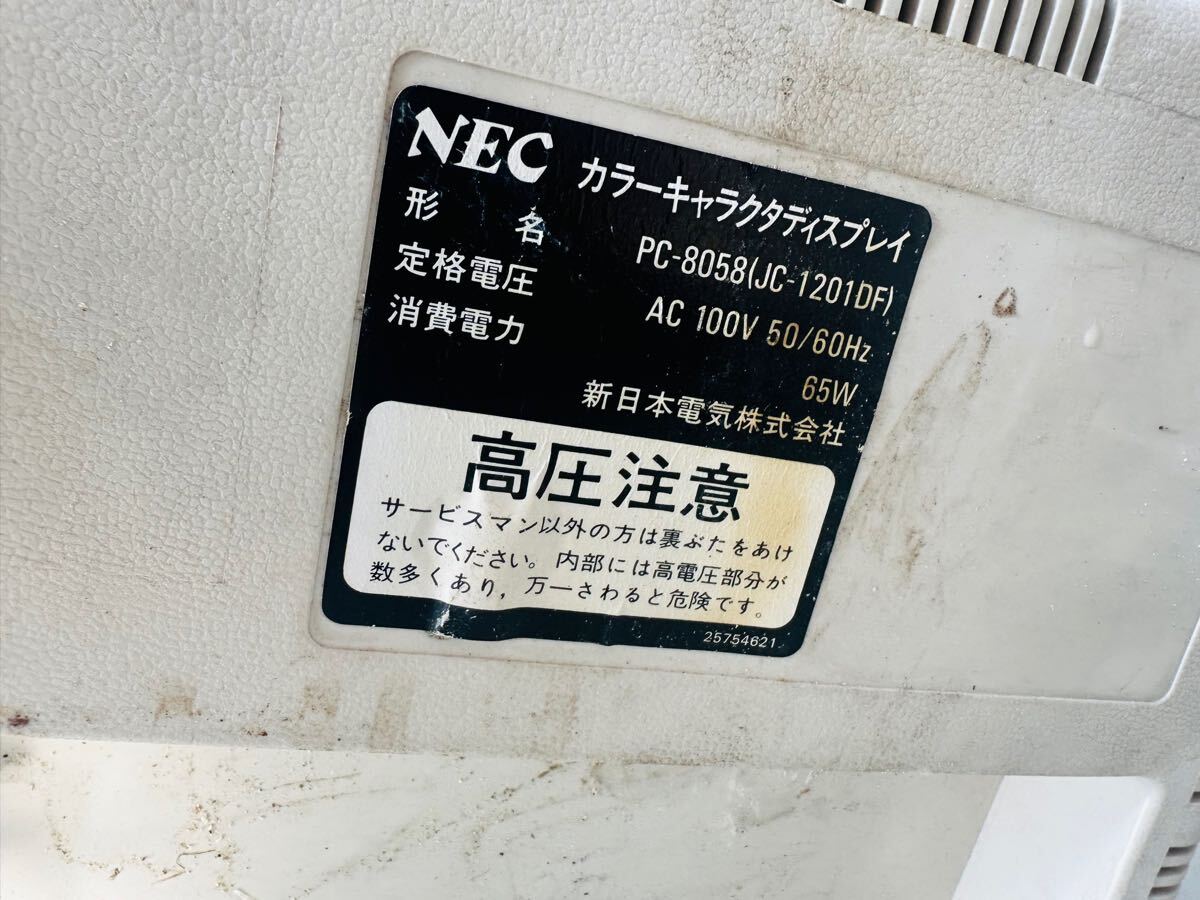 NEC カラーキャラクタディスプレイ
形名 PC-8058(JC-1201DF)
定格電圧 AC 100V 50/60Hz
消費電力 65W
新日本電気株式会社
高圧注意
サービスマン以外の方は裏ぶたをあけ
ないでください。内部には高電圧部分が
数多くあり，万一さわると危険です。
25754621